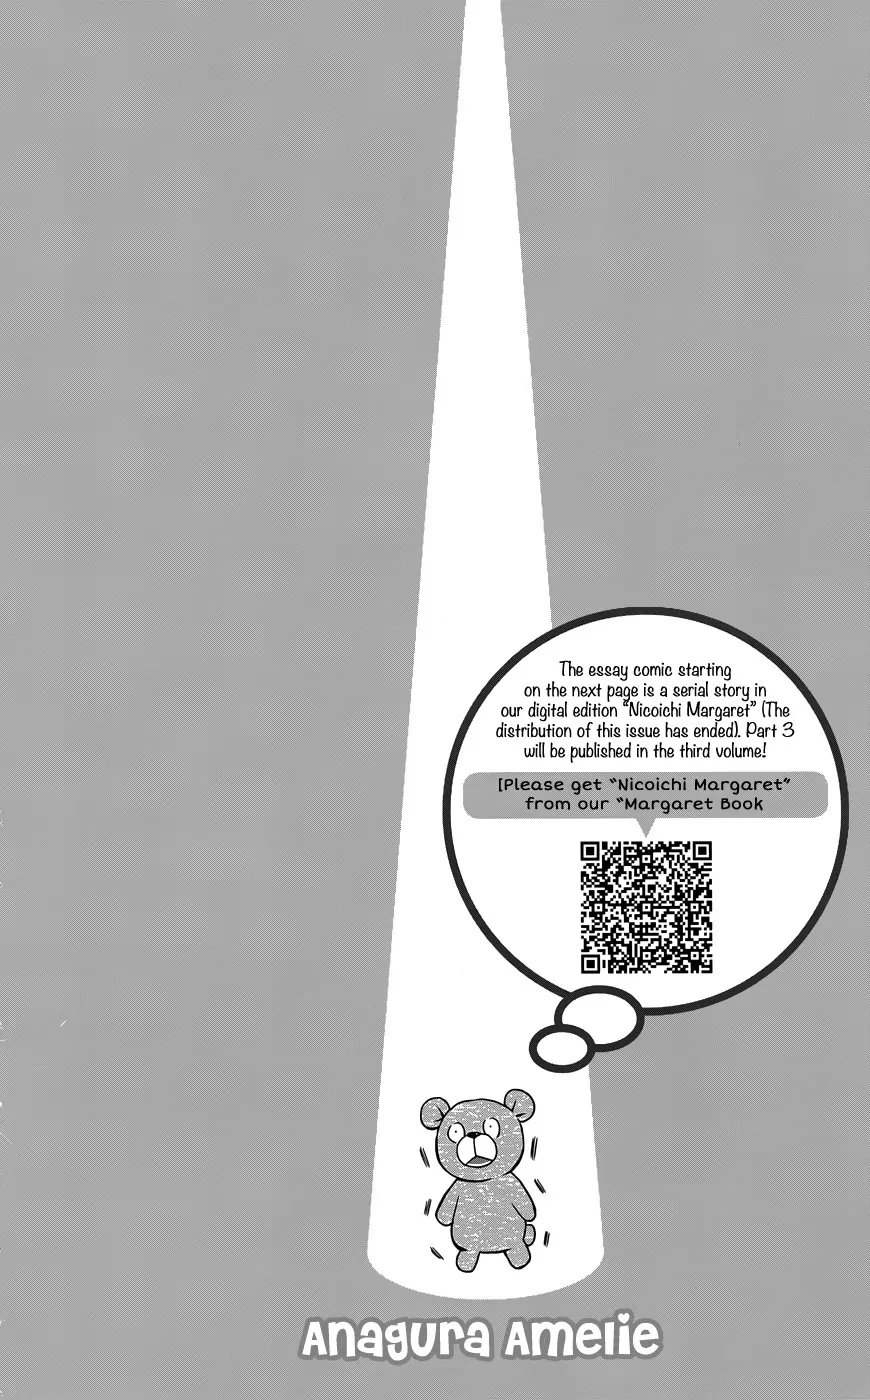 The essay comic starting
on the next page is a serial story in
our digital edition "Nicoichi Margaret" (The
distribution of this issue has ended). Part 3
will be published in the third volume!
[Please get "Nicoichi Margaret"
from our "Margaret Book
Anagura Amelie